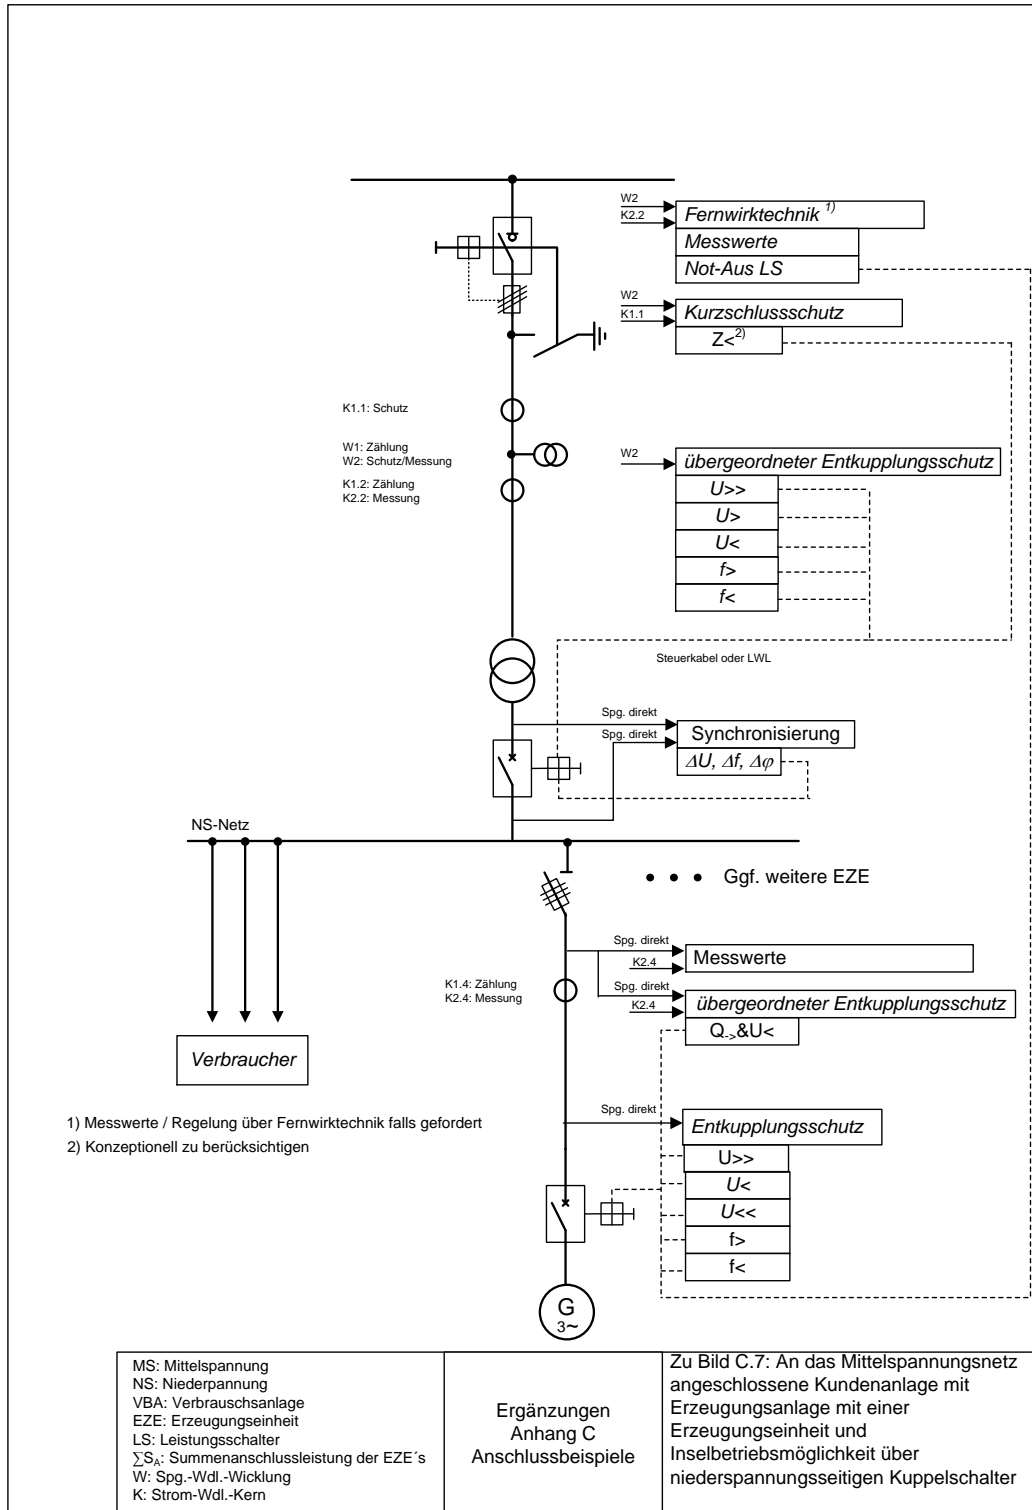 W2
K2.2
Fernwirktechnik 1)
Messwerte
Not-Aus LS
W2
K1.1
Kurzschlussschutz
Z<2)
K1.1: Schutz
W1: Zählung
W2: Schutz/Messung
K1.2: Zählung
K2.2: Messung
W2
übergeordneter Entkupplungsschutz
U>>
U>
U<
f>
f<
Steuerkabel oder LWL
Spg. direkt
Spg. direkt
Synchronisierung
ΔU, Δf, Δφ
NS-Netz
Ggf. weitere EZE
Spg. direkt
K2.4
Messwerte
K1.4: Zählung
K2.4: Messung
Spg. direkt
K2.4
übergeordneter Entkupplungsschutz
Q->&U<
Verbraucher
1) Messwerte / Regelung über Fernwirktechnik falls gefordert
2) Konzeptionell zu berücksichtigen
Spg. direkt
Entkupplungsschutz
U>>
U<
U<<
f>
f<
G
3~
MS: Mittelspannung
NS: Niederpannung
VBA: Verbrauschsanlage
EZE: Erzeugungseinheit
LS: Leistungsschalter
∑SA: Summenanschlussleistung der EZE´s
W: Spg.-Wdl.-Wicklung
K: Strom-Wdl.-Kern
Ergänzungen
Anhang C
Anschlussbeispiele
Zu Bild C.7: An das Mittelspannungsnetz
angeschlossene Kundenanlage mit
Erzeugungsanlage mit einer
Erzeugungseinheit und
Inselbetriebsmöglichkeit über
niederspannungsseitigen Kuppelschalter